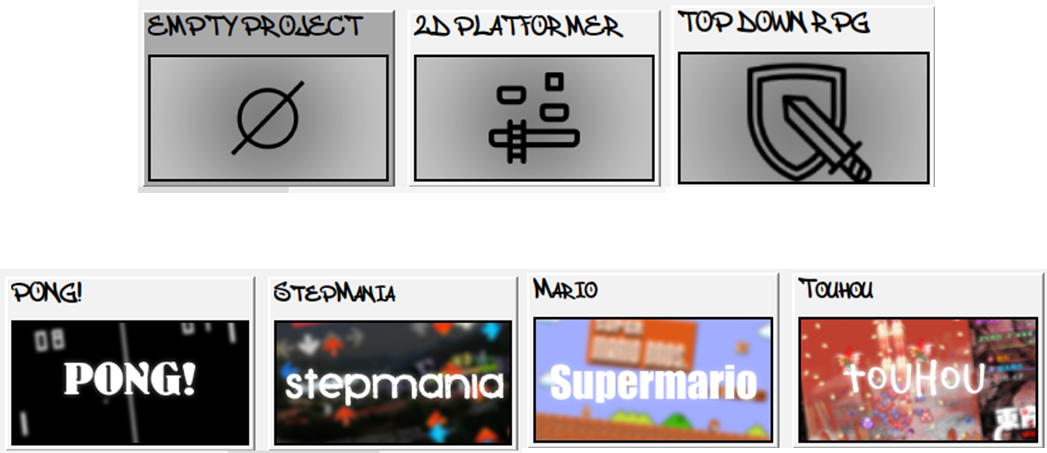 EMPTY PROJECT
2D PLATFORMER
TOP DOWN RPG
PONG!
STEPMANIA
MARIO
TOUHOU
PONG!
stepmania
Supermario
touHou